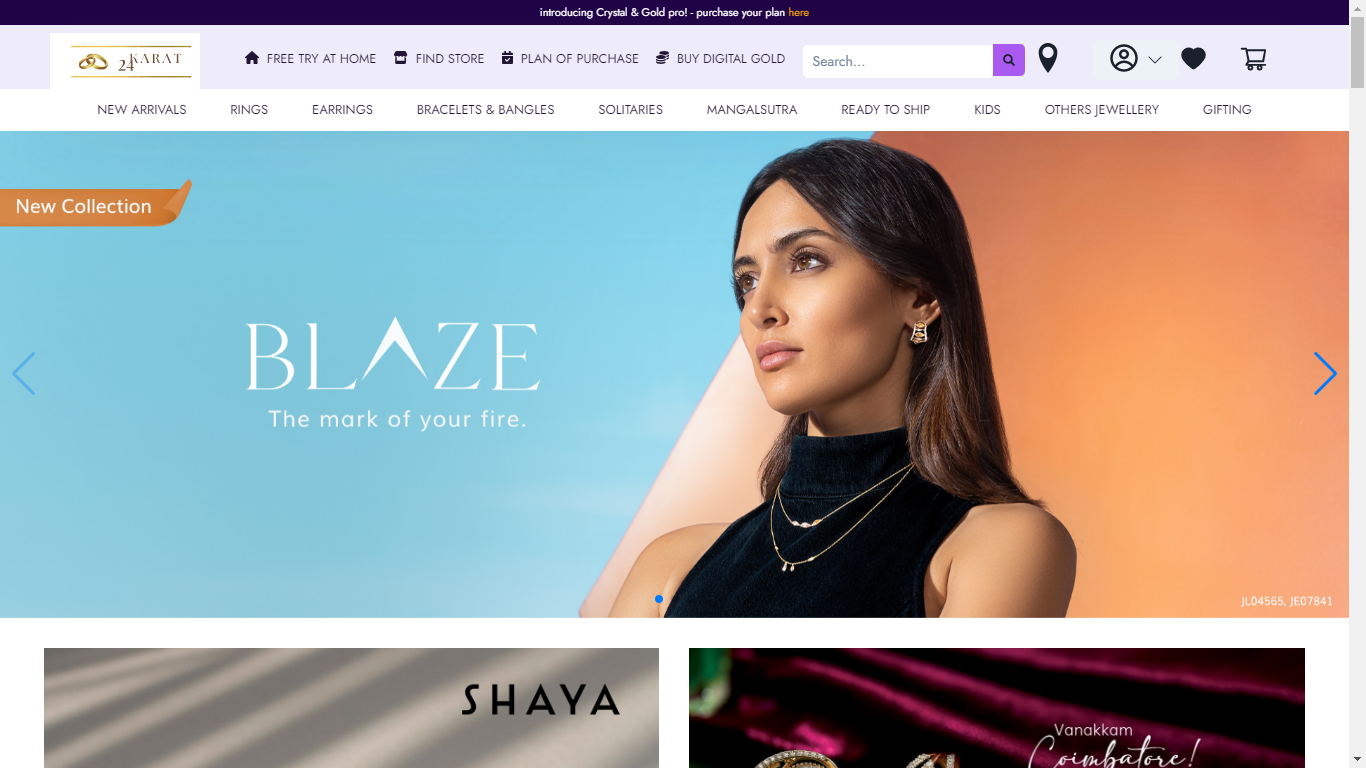 introducing Crystal & Gold pro! - purchase your plan here
24 KARAT
FREE TRY AT HOME
FIND STORE
PLAN OF PURCHASE
BUY DIGITAL GOLD
Search...
NEW ARRIVALS
RINGS
EARRINGS
BRACELETS & BANGLES
SOLITARIES
MANGALSUTRA
READY TO SHIP
KIDS
OTHERS JEWELLERY
GIFTING
New Collection
BLAZE
The mark of your fire.
JL04565, JE07841
SHAYA
Vanakkam
Coimbatore!